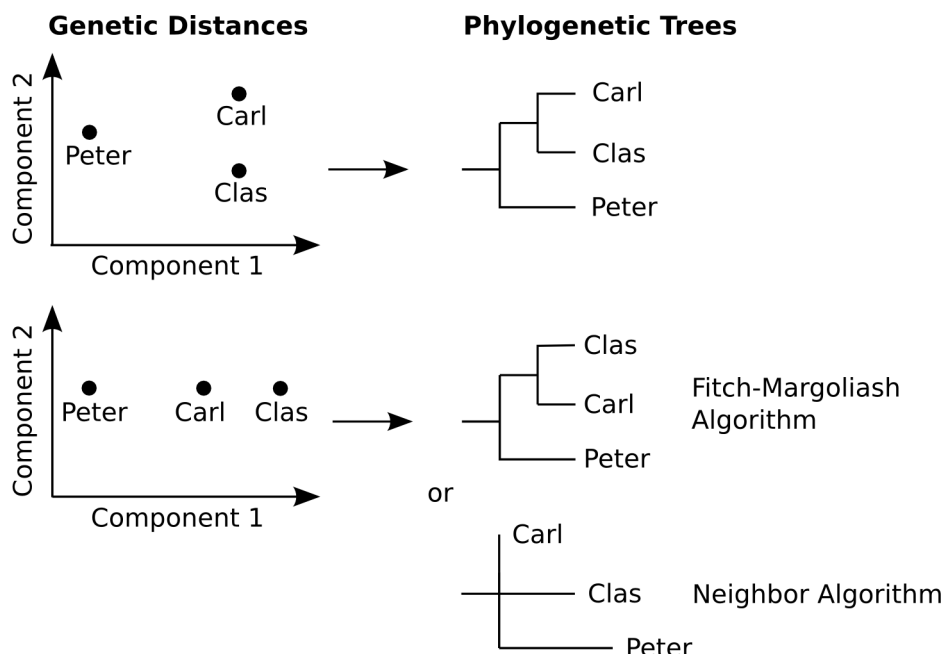 Genetic Distances
Phylogenetic Trees
Component 2
Peter
Carl
Clas
Component 1
Carl
Clas
Peter
Component 2
Peter
Carl
Clas
Component 1
Clas
Carl
Peter
Fitch-Margoliash
Algorithm
or
Carl
Clas
Peter
Neighbor Algorithm